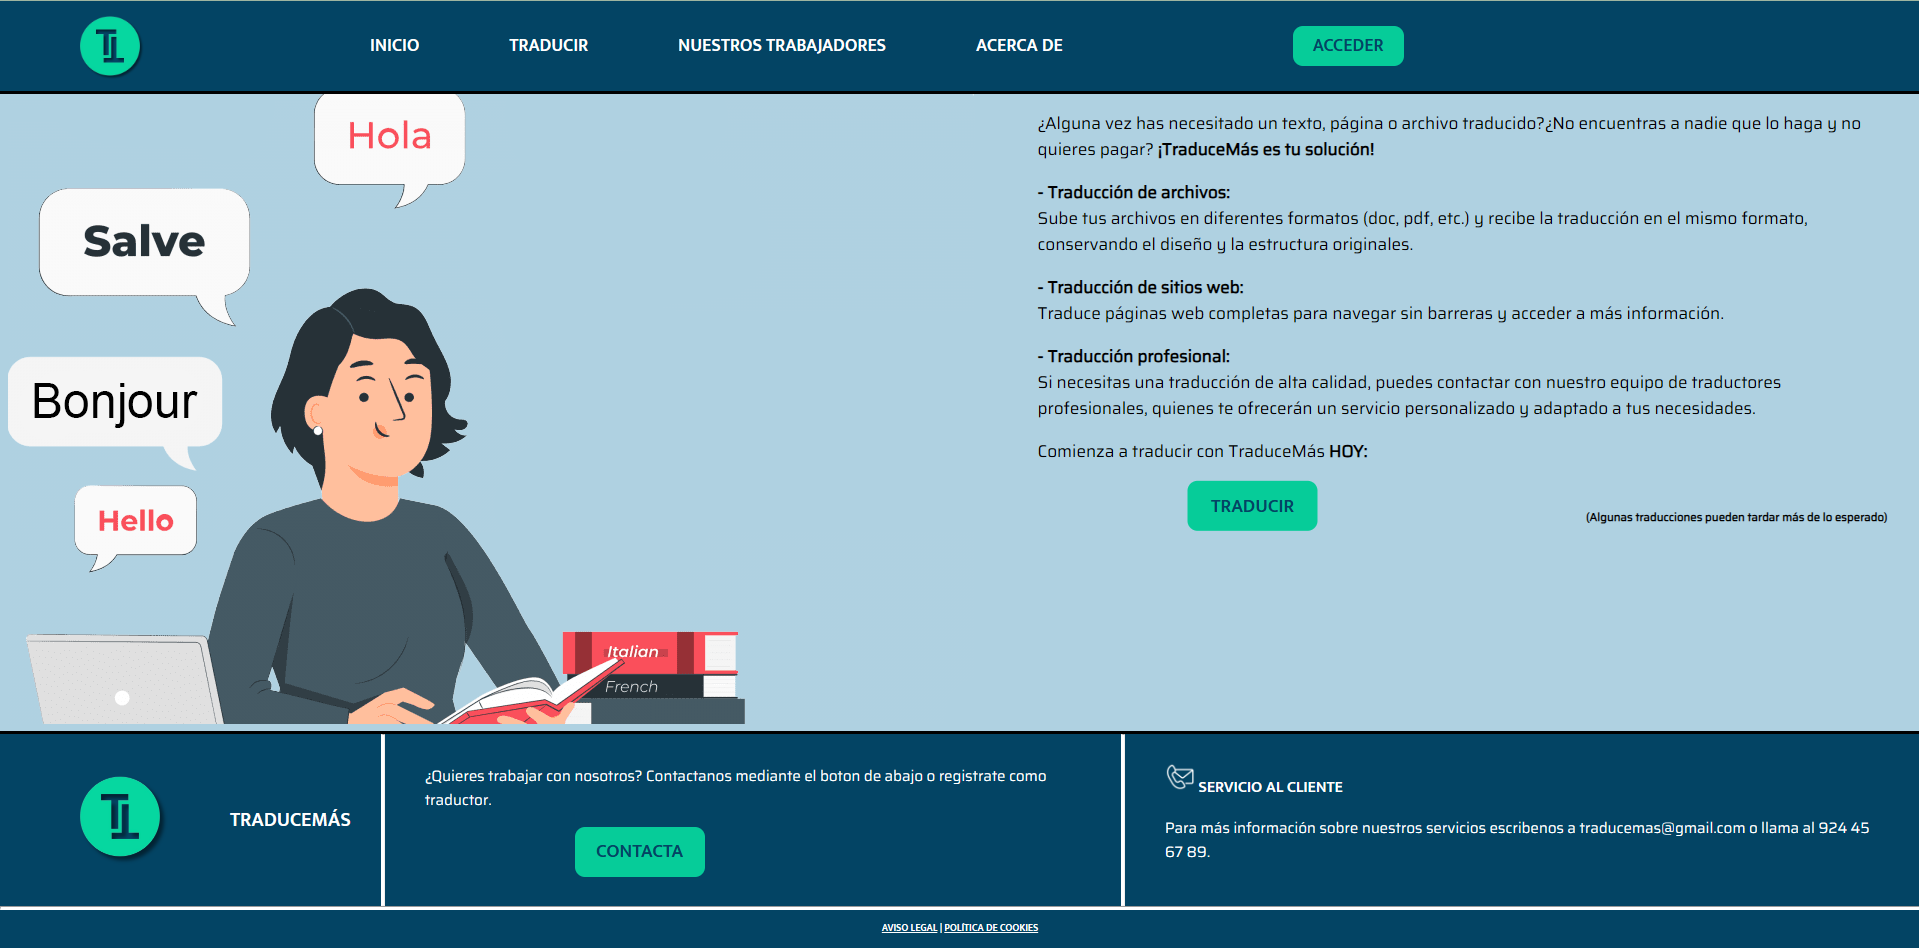 INICIO TRADUCIR NUESTROS TRABAJADORES ACERCA DE ACCEDER
Hola
Salve
Bonjour
Hello
Italian
French
¿Alguna vez has necesitado un texto, página o archivo traducido?¿No encuentras a nadie que lo haga y no
quieres pagar? ¡TraduceMás es tu solución!
- Traducción de archivos:
Sube tus archivos en diferentes formatos (doc, pdf, etc.) y recibe la traducción en el mismo formato,
conservando el diseño y la estructura originales.
- Traducción de sitios web:
Traduce páginas web completas para navegar sin barreras y acceder a más información.
- Traducción profesional:
Si necesitas una traducción de alta calidad, puedes contactar con nuestro equipo de traductores
profesionales, quienes te ofrecerán un servicio personalizado y adaptado a tus necesidades.
Comienza a traducir con TraduceMás HOY:
TRADUCIR
(Algunas traducciones pueden tardar más de lo esperado)
TRADUCEMÁS
¿Quieres trabajar con nosotros? Contactanos mediante el boton de abajo o registrate como
traductor.
CONTACTA
SERVICIO AL CLIENTE
Para más información sobre nuestros servicios escribenos a traducemas@gmail.com o llama al 924 45
67 89.
AVISO LEGAL | POLÍTICA DE COOKIES